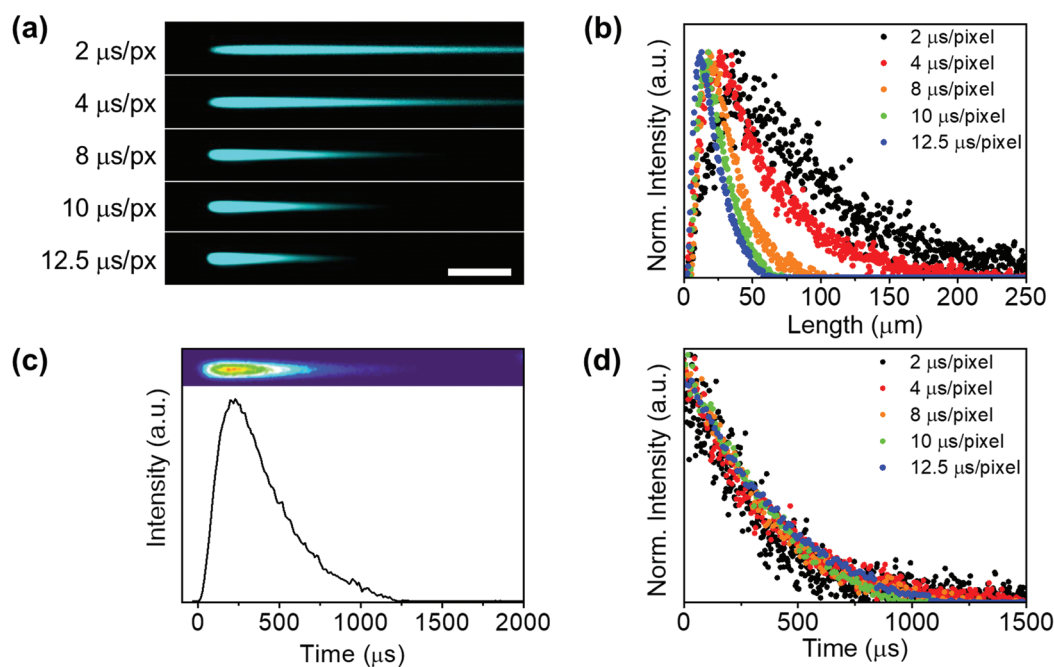 (a)
2 μs/px
4 μs/px
8 μs/px
10 μs/px
12.5 μs/px
(b)
Norm. Intensity (a.u.)
2 μs/pixel
4 μs/pixel
8 μs/pixel
10 μs/pixel
12.5 μs/pixel
0 50 100 150 200 250
Length (μm)
(c)
Intensity (a.u.)
0 500 1000 1500 2000
Time (μs)
(d)
Norm. Intensity (a.u.)
2 μs/pixel
4 μs/pixel
8 μs/pixel
10 μs/pixel
12.5 μs/pixel
0 500 1000 1500
Time (μs)